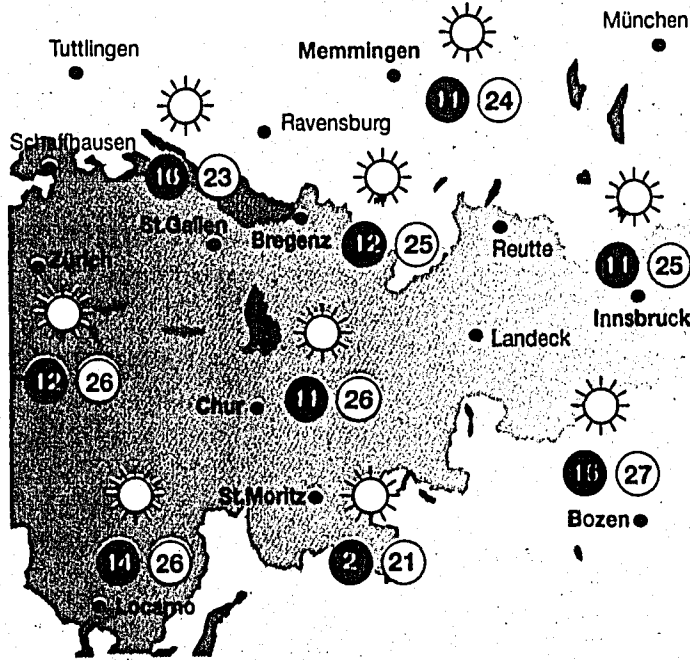 München
Tuttlingen
Memmingen
11 24
Ravensburg
Schaffhausen
10 23
St.Gallen
Bregenz
12 25
Reutte
Zürich
11 25
Innsbruck
Landeck
12 26
Chur
11 26
16 27
St.Moritz
Bozen
14 26
2 21
Locarno